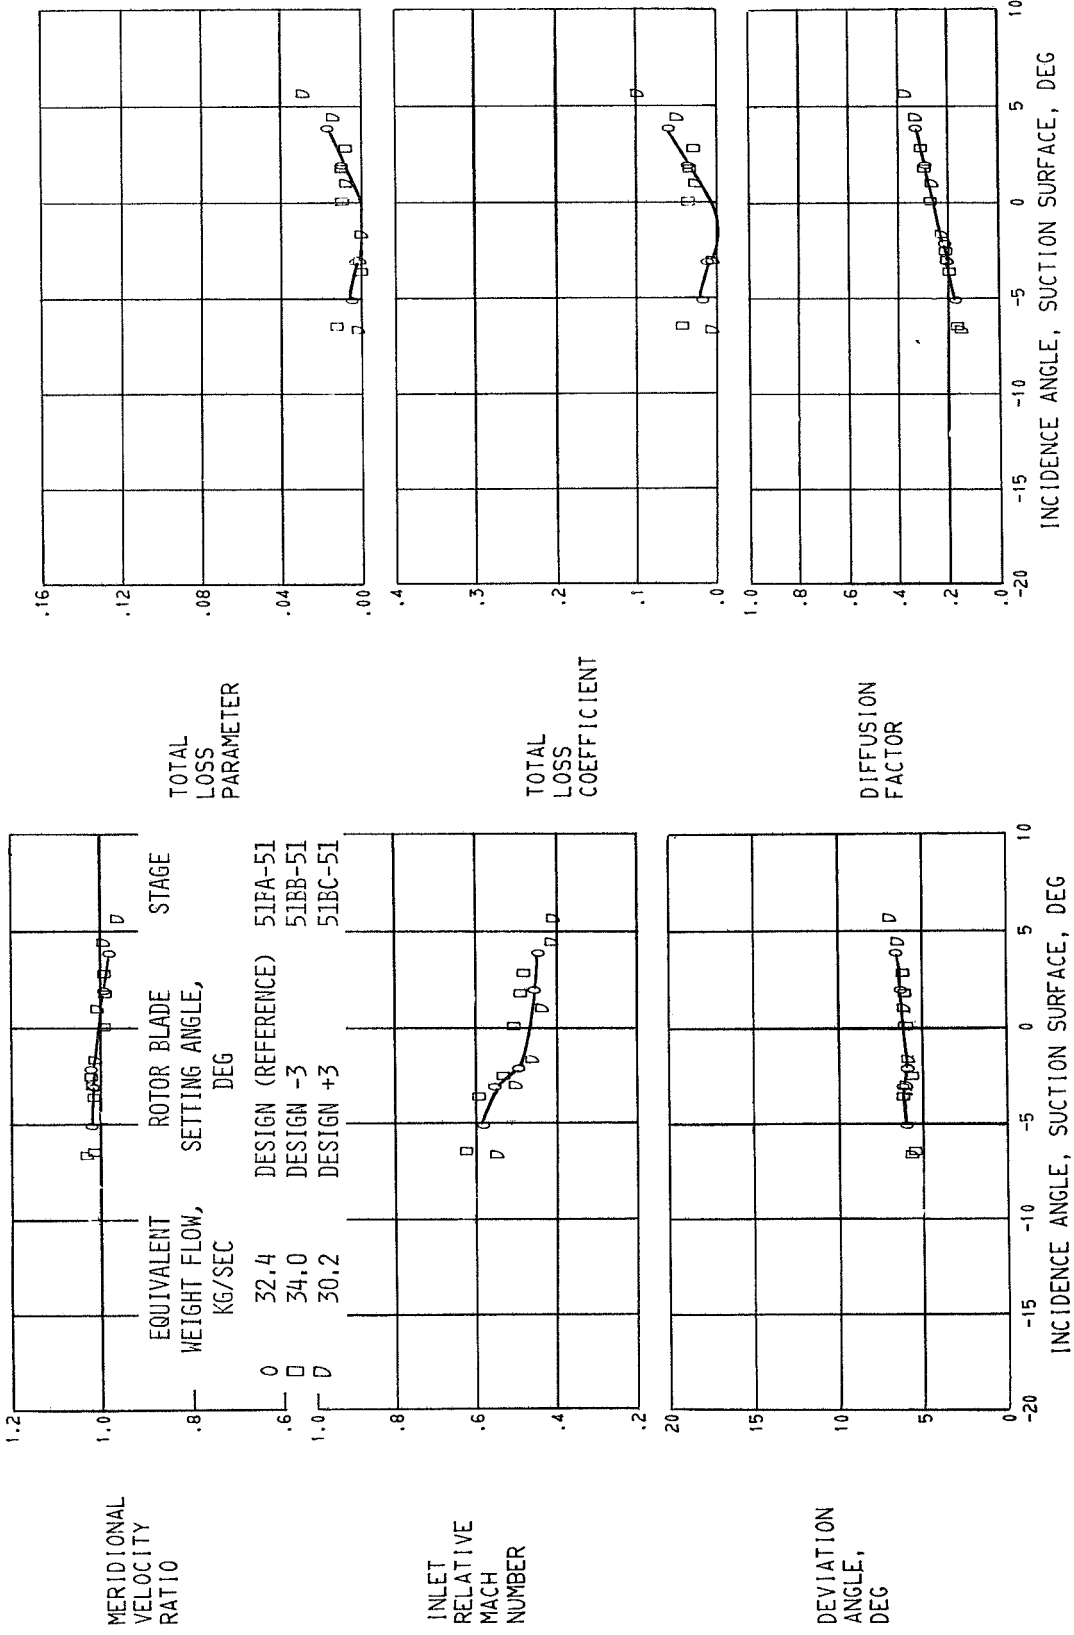 MERIDIONAL
VELOCITY
RATIO
1.2
1.0
.8
.6
EQUIVALENT
WEIGHT FLOW,
KG/SEC
ROTOR BLADE
SETTING ANGLE,
DEG
STAGE
32.4 DESIGN (REFERENCE) 51BA-51
34.0 DESIGN -3 51BB-51
30.2 DESIGN +3 51BC-51
INLET
RELATIVE
MACH
NUMBER
1.0
.8
.6
.4
.2
DEVIATION
ANGLE,
DEG
20
15
10
5
0
-20 -15 -10 -5 0 5 10
INCIDENCE ANGLE, SUCTION SURFACE, DEG
TOTAL
LOSS
PARAMETER
.16
.12
.08
.04
.00
TOTAL
LOSS
COEFFICIENT
.4
.3
.2
.1
.0
DIFFUSION
FACTOR
1.0
.8
.6
.4
.2
.0
-20 -15 -10 -5 0 5 10
INCIDENCE ANGLE, SUCTION SURFACE, DEG